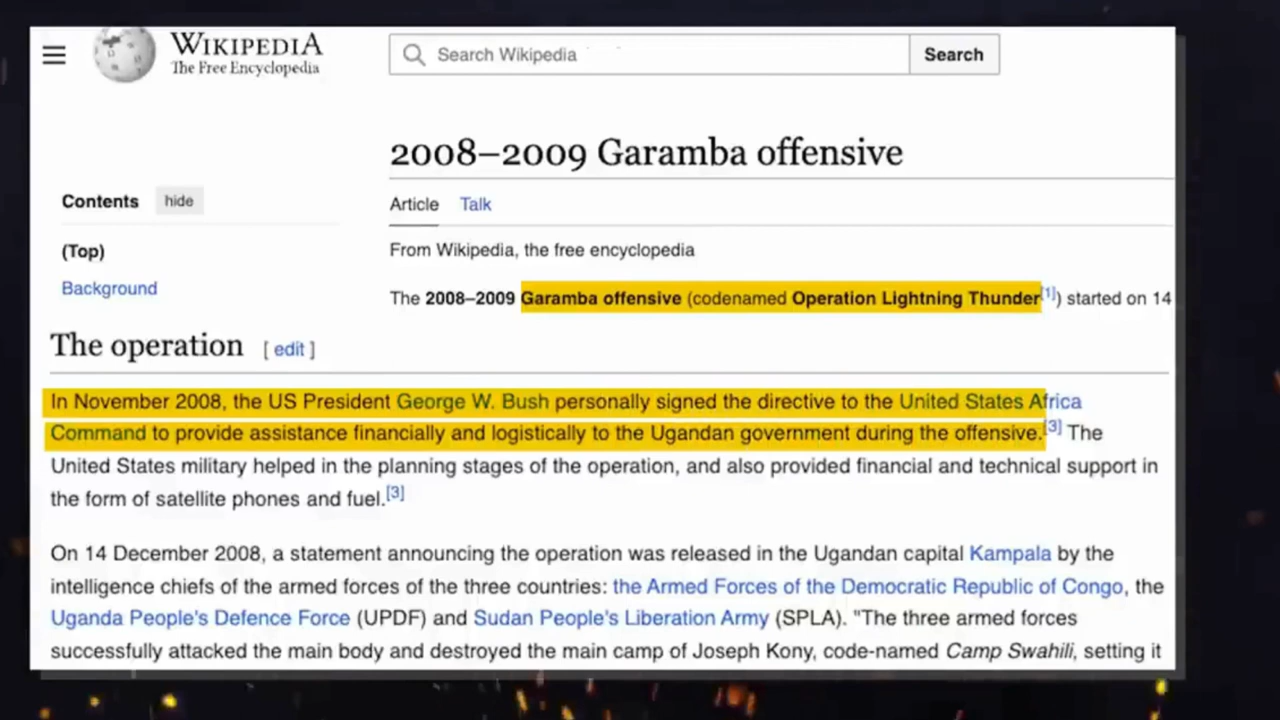 WIKIPEDIA
The Free Encyclopedia
Search Wikipedia
Search
2008–2009 Garamba offensive
Contents hide
Article Talk
(Top)
From Wikipedia, the free encyclopedia
Background
The 2008–2009 Garamba offensive (codenamed Operation Lightning Thunder[1]) started on 14
The operation [ edit ]
In November 2008, the US President George W. Bush personally signed the directive to the United States Africa
Command to provide assistance financially and logistically to the Ugandan government during the offensive.[3] The
United States military helped in the planning stages of the operation, and also provided financial and technical support in
the form of satellite phones and fuel.[3]
On 14 December 2008, a statement announcing the operation was released in the Ugandan capital Kampala by the
intelligence chiefs of the armed forces of the three countries: the Armed Forces of the Democratic Republic of Congo, the
Uganda People's Defence Force (UPDF) and Sudan People's Liberation Army (SPLA). "The three armed forces
successfully attacked the main body and destroyed the main camp of Joseph Kony, code-named Camp Swahili, setting it